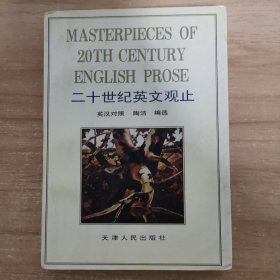 MASTERPIECES OF
20TH CENTURY
ENGLISH PROSE
二十世纪英文观止
英汉对照 陶洁 编选
天津人民出版社